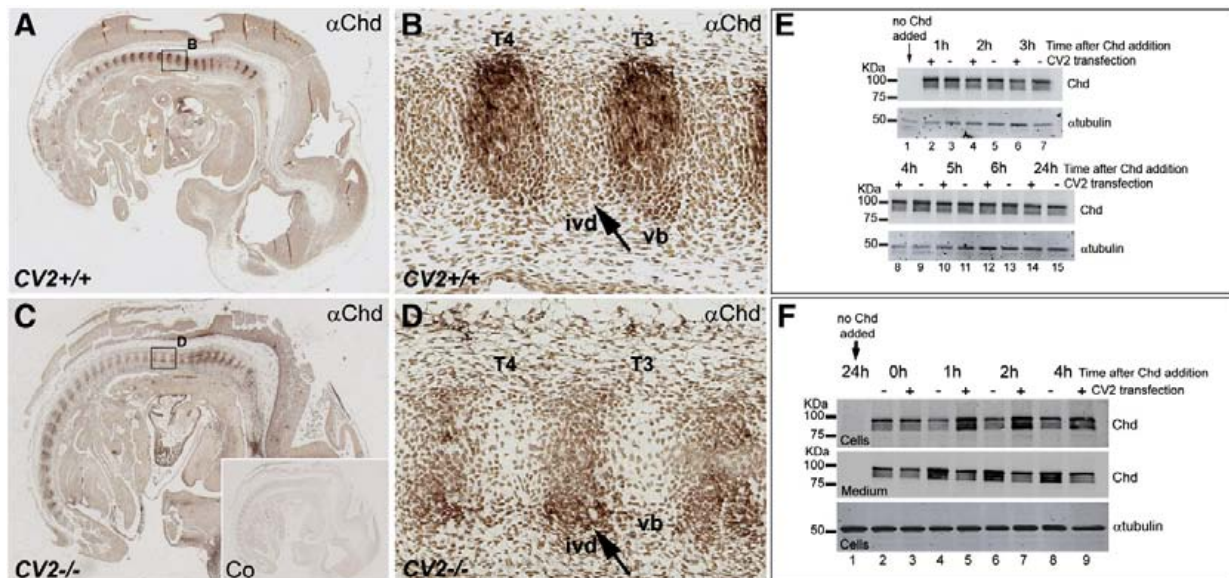 A αChd
B
CV2+/+
B αChd
T4 T3
ivd vb
CV2+/+
C αChd
D
Co
CV2-/-
D αChd
T4 T3
ivd vb
CV2-/-
E
no Chd
added
1h 2h 3h Time after Chd addition
+ - + - + - CV2 transfection
KDa
100
75
Chd
50
αtubulin
1 2 3 4 5 6 7
4h 5h 6h 24h Time after Chd addition
+ - + - + - + - CV2 transfection
100
75
Chd
50
αtubulin
8 9 10 11 12 13 14 15
F
no Chd
added
24h 0h 1h 2h 4h Time after Chd addition
- + - + - + - + CV2 transfection
KDa
100
75
Cells
Chd
KDa
100
75
Medium
Chd
50
Cells
αtubulin
1 2 3 4 5 6 7 8 9